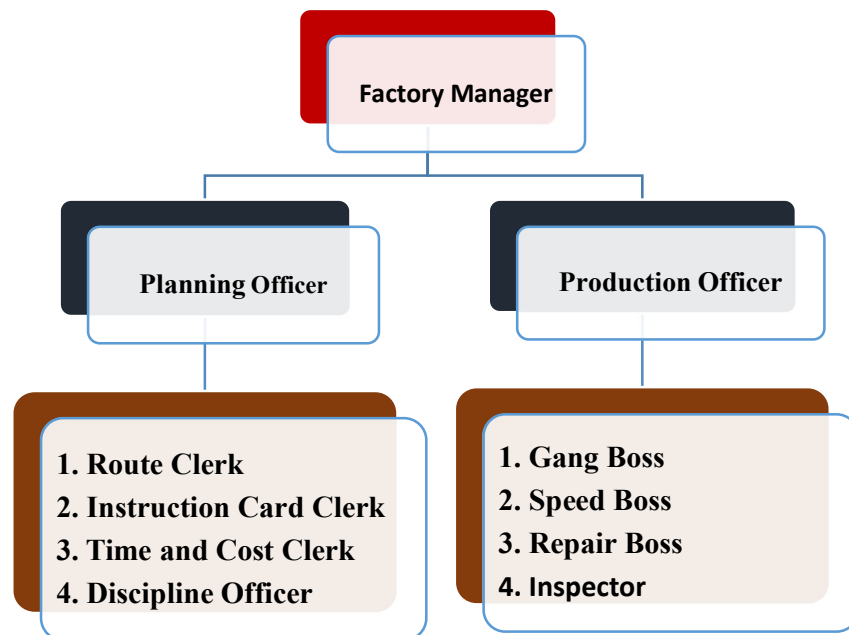 Factory Manager
Planning Officer
Production Officer
1. Route Clerk
2. Instruction Card Clerk
3. Time and Cost Clerk
4. Discipline Officer
1. Gang Boss
2. Speed Boss
3. Repair Boss
4. Inspector